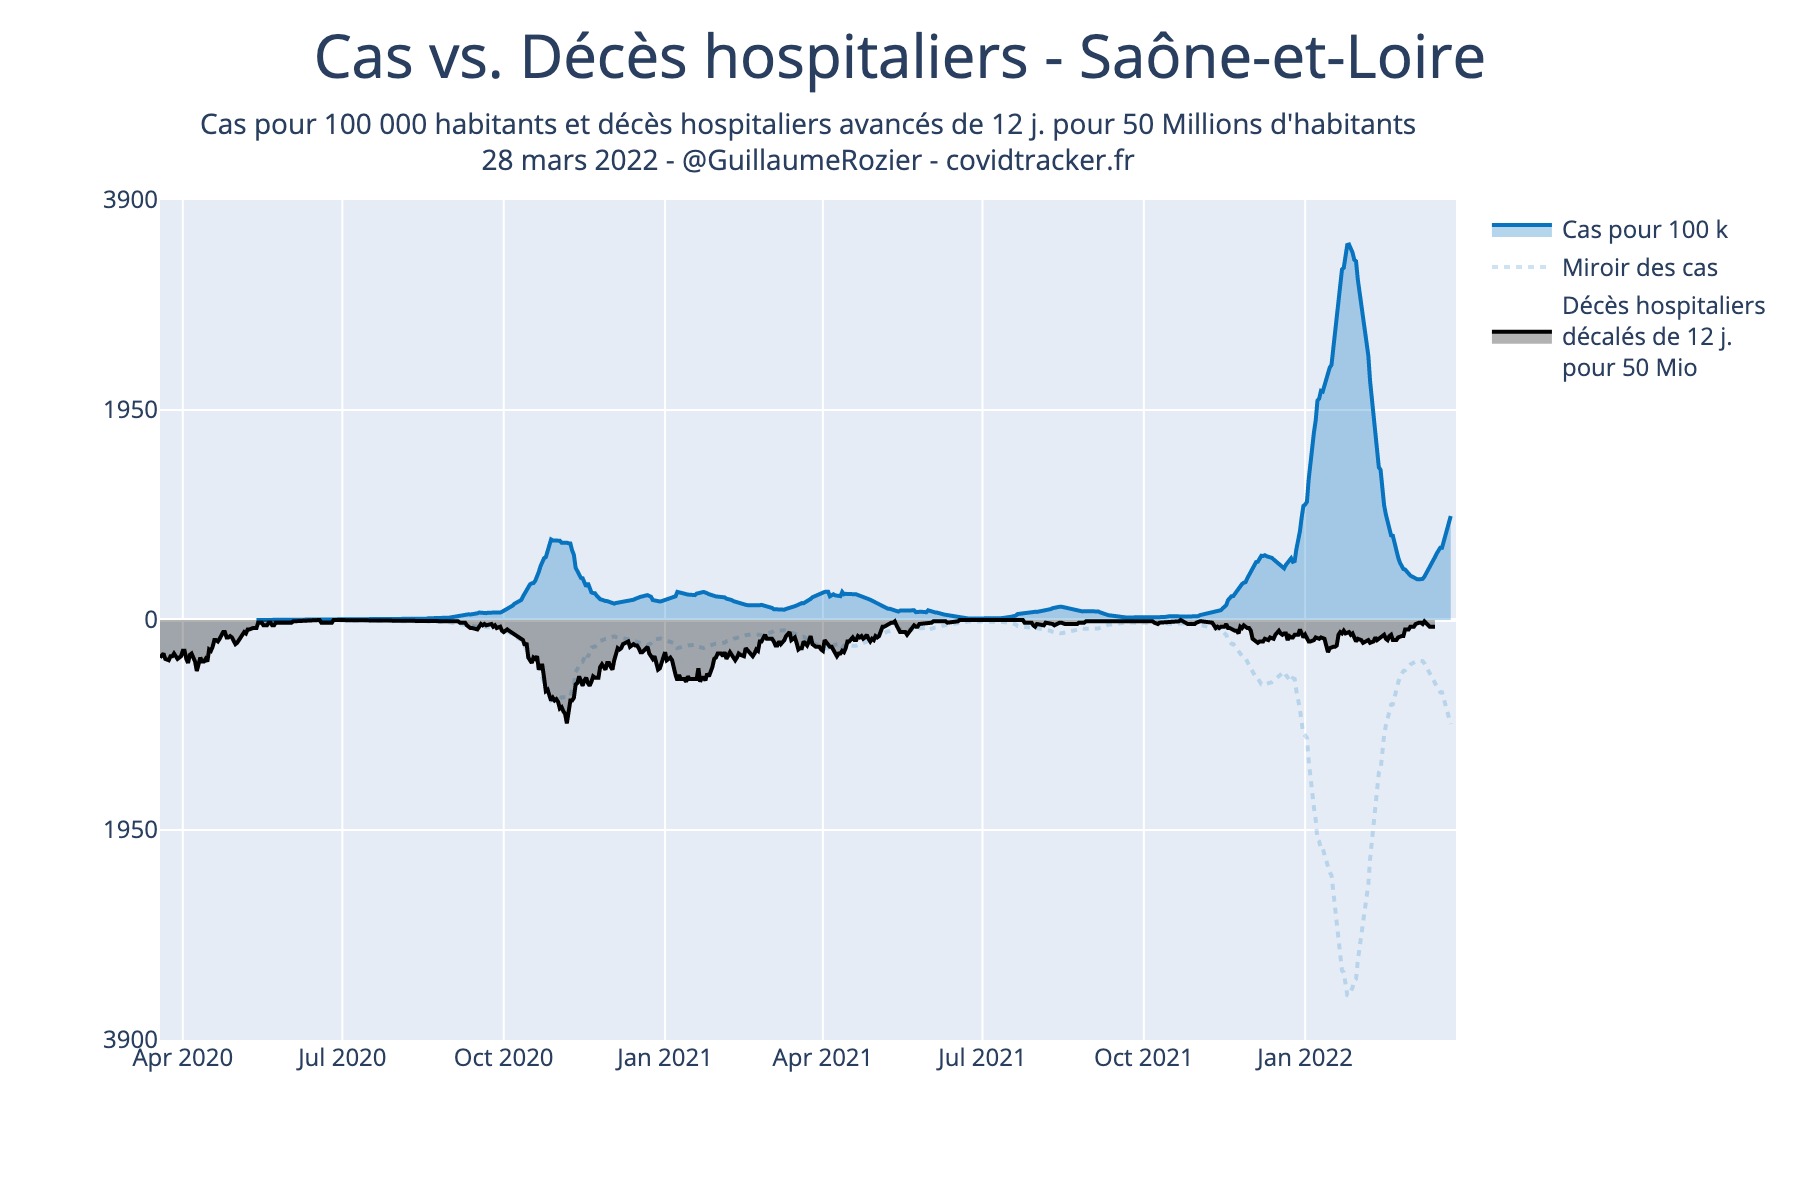 Cas vs. Décès hospitaliers - Saône-et-Loire
Cas pour 100 000 habitants et décès hospitaliers avancés de 12 j. pour 50 Millions d'habitants
28 mars 2022 - @GuillaumeRozier - covidtracker.fr
3900
1950
0
1950
3900
Apr 2020
Jul 2020
Oct 2020
Jan 2021
Apr 2021
Jul 2021
Oct 2021
Jan 2022
Cas pour 100 k
Miroir des cas
Décès hospitaliers
décalés de 12 j.
pour 50 Mio